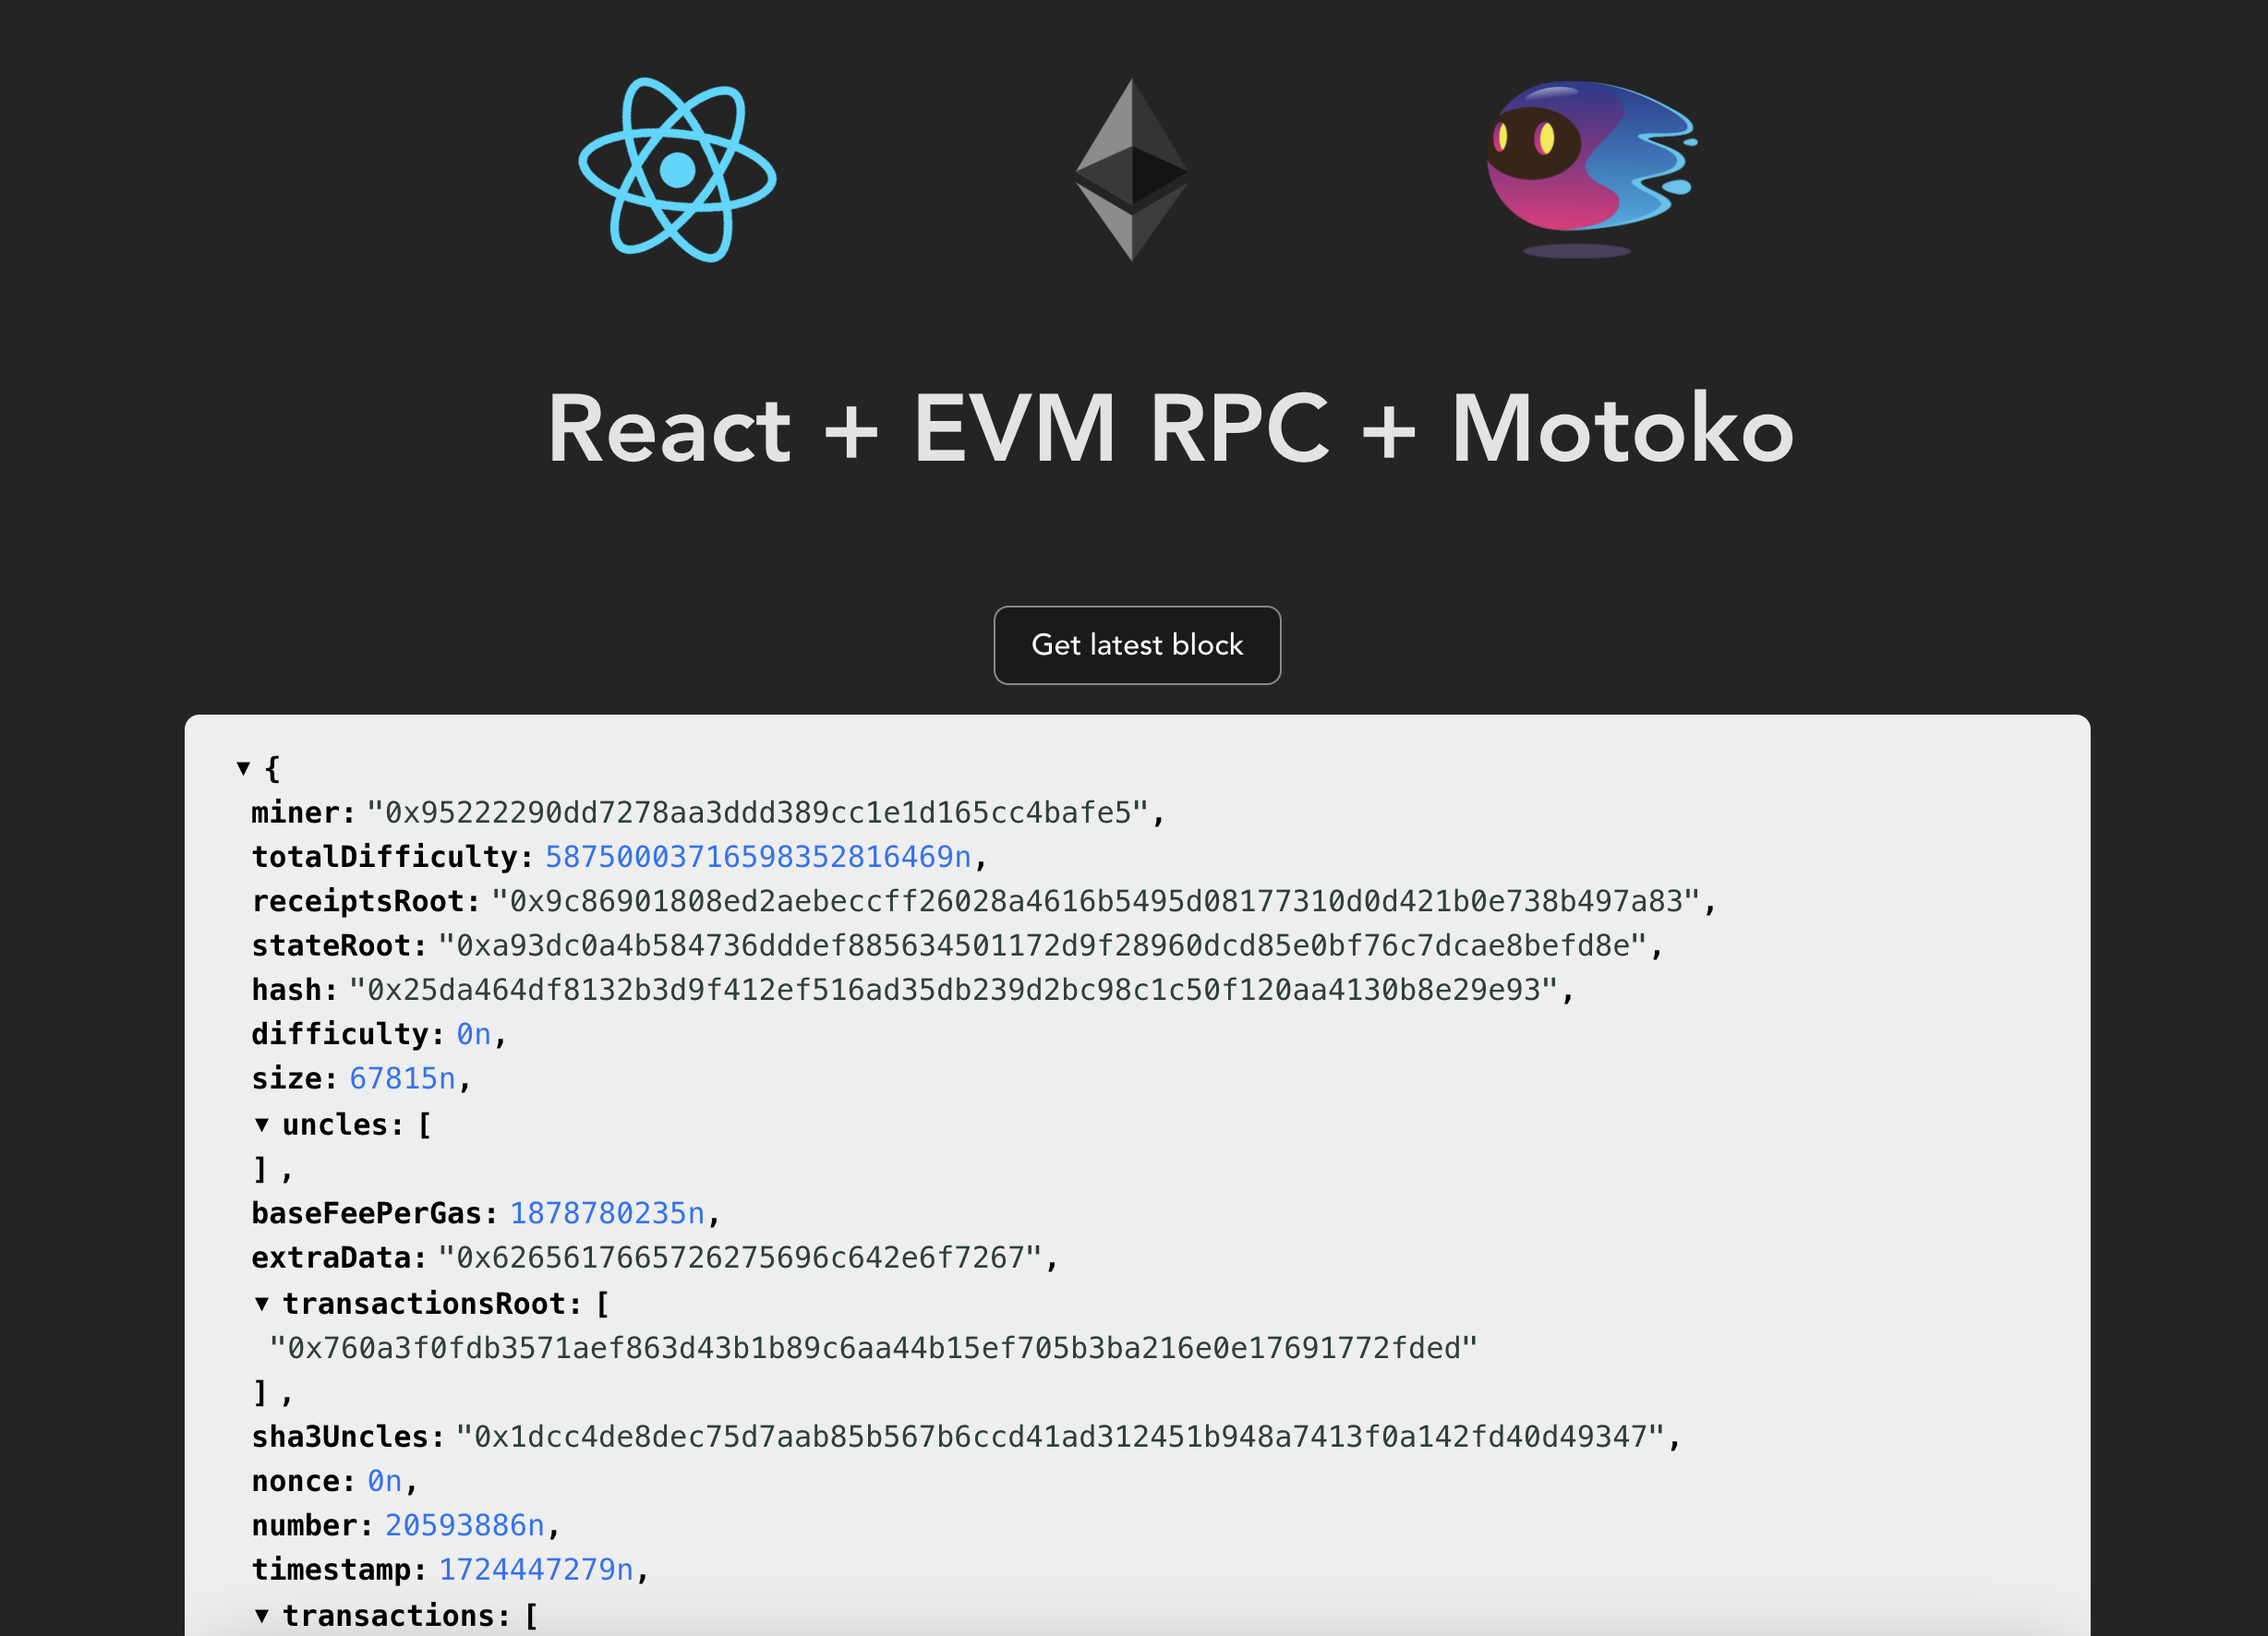 React + EVM RPC + Motoko
Get latest block
▼ {
miner: "0x95222290dd7278aa3ddd389cc1e1d165cc4bafe5",
totalDifficulty: 58750003716598352816469n,
receiptsRoot: "0x9c86901808ed2aebeccff26028a4616b5495d08177310d0d421b0e738b497a83",
stateRoot: "0xa93dc0a4b584736dddef885634501172d9f28960dcd85e0bf76c7dcae8befd8e",
hash: "0x25da464df8132b3d9f412ef516ad35db239d2bc98c1c50f120aa4130b8e29e93",
difficulty: 0n,
size: 67815n,
▼ uncles: [
] ,
baseFeePerGas: 1878780235n,
extraData: "0x6265617665726275696c642e6f7267",
▼ transactionsRoot: [
"0x760a3f0fdb3571aef863d43b1b89c6aa44b15ef705b3ba216e0e17691772fded"
] ,
sha3Uncles: "0x1dcc4de8dec75d7aab85b567b6ccd41ad312451b948a7413f0a142fd40d49347",
nonce: 0n,
number: 20593886n,
timestamp: 1724447279n,
▼ transactions: [